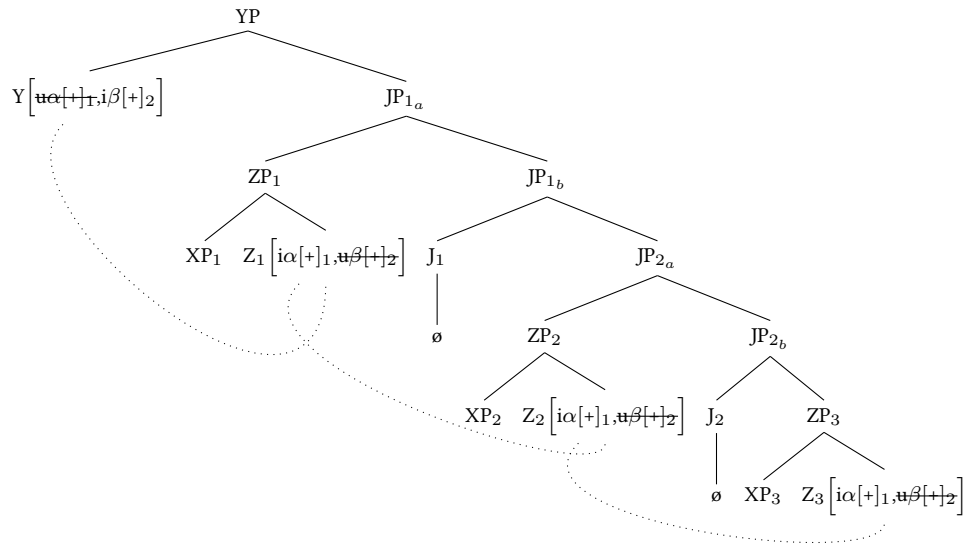 YP
Y[uα[+]₁,iβ[+]₂] JP₁ₐ
ZP₁ JP₁b
XP₁ Z₁[iα[+]₁,uβ[+]₂] J₁ JP₂ₐ
ø ZP₂ JP₂b
XP₂ Z₂[iα[+]₁,uβ[+]₂] J₂ ZP₃
ø XP₃ Z₃[iα[+]₁,uβ[+]₂]